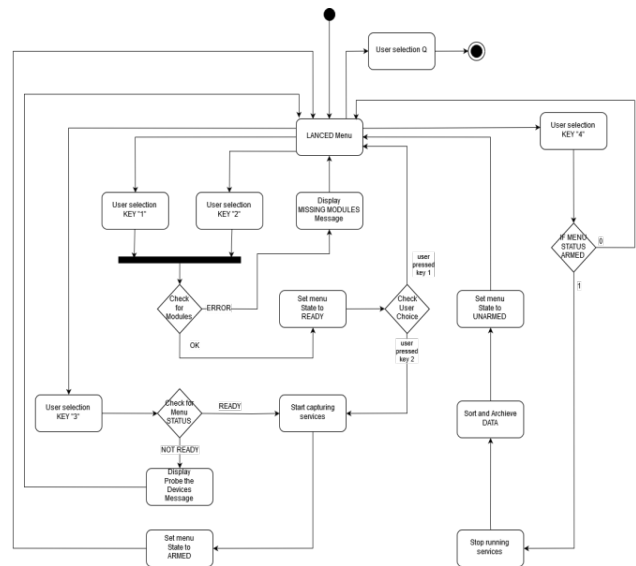 User selection Q
LANCED Menu
User selection
KEY "4"
User selection
KEY "1"
User selection
KEY "2"
Display
MISSING MODULES
Message
user
pressed
key 1
IF MENU
STATUS
ARMED
0
1
Check
for
Modules
ERROR
OK
Set menu
State to
READY
Check
User
Choice
user
pressed
key 2
Set menu
State to
UNARMED
User selection
KEY "3"
Check for
Menu
STATUS
READY
NOT READY
Start capturing
services
Sort and Archieve
DATA
Display
Probe the
Devices
Message
Set menu
State to
ARMED
Stop running
services